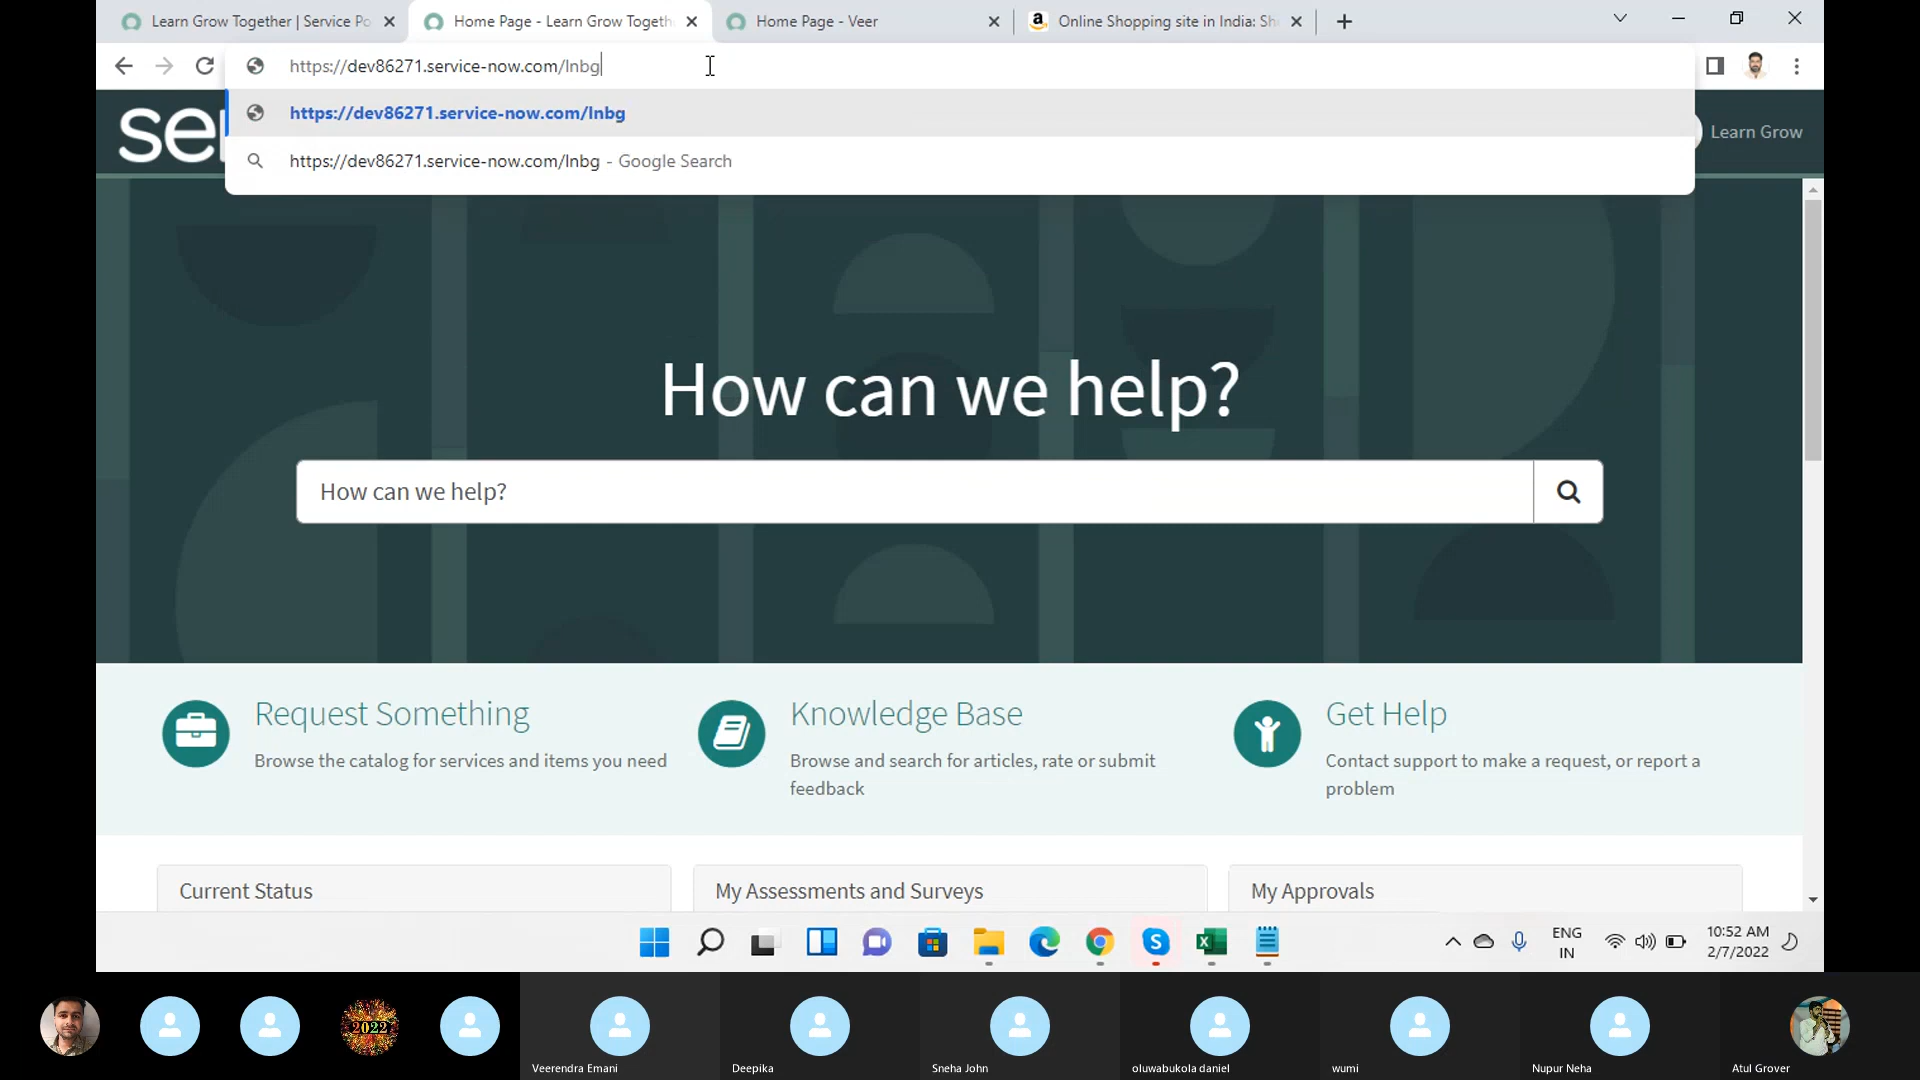 Learn Grow Together | Service Po
Home Page - Learn Grow Togeth
Home Page - Veer
Online Shopping site in India: Sh
https://dev86271.service-now.com/lnbg
https://dev86271.service-now.com/lnbg
https://dev86271.service-now.com/lnbg - Google Search
ser
Learn Grow
How can we help?
How can we help?
Request Something
Browse the catalog for services and items you need
Knowledge Base
Browse and search for articles, rate or submit
feedback
Get Help
Contact support to make a request, or report a
problem
Current Status
My Assessments and Surveys
My Approvals
ENG
IN
10:52 AM
2/7/2022
2022
Veerendra Emani
Deepika
Sneha John
oluwabukola daniel
wumi
Nupur Neha
Atul Grover